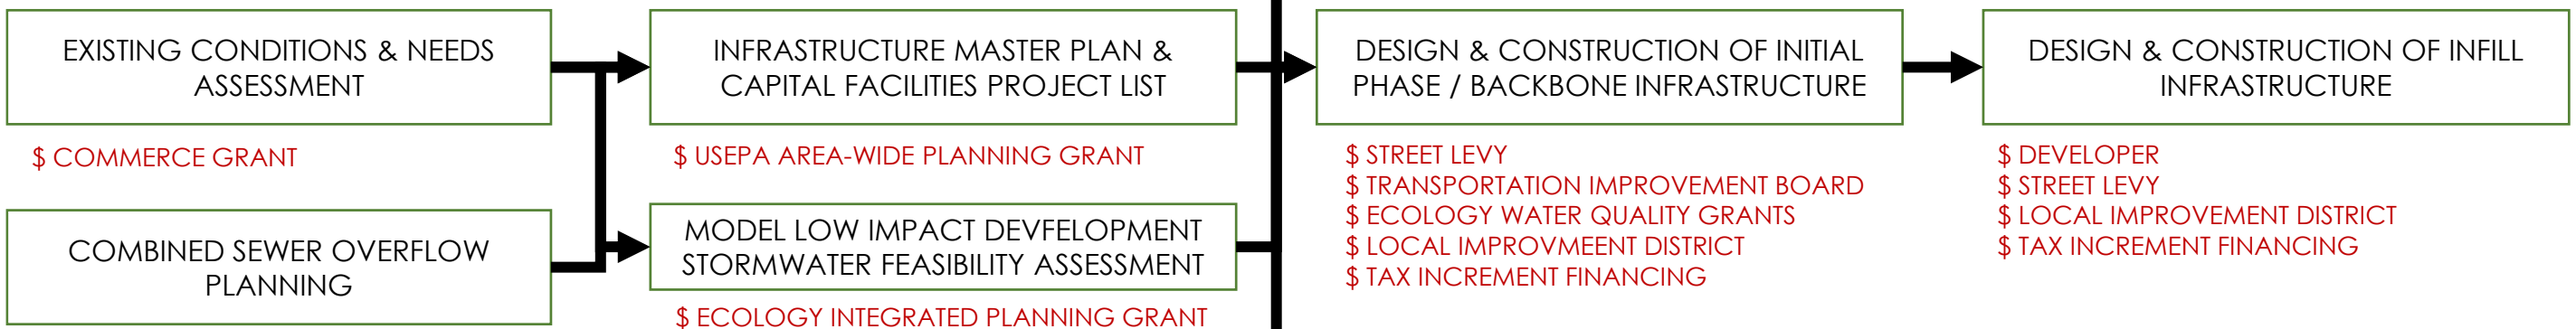 EXISTING CONDITIONS & NEEDS
ASSESSMENT
$ COMMERCE GRANT
COMBINED SEWER OVERFLOW
PLANNING
INFRASTRUCTURE MASTER PLAN &
CAPITAL FACILITIES PROJECT LIST
$ USEPA AREA-WIDE PLANNING GRANT
MODEL LOW IMPACT DEVFELOPMENT
STORMWATER FEASIBILITY ASSESSMENT
$ ECOLOGY INTEGRATED PLANNING GRANT
DESIGN & CONSTRUCTION OF INITIAL
PHASE / BACKBONE INFRASTRUCTURE
$ STREET LEVY
$ TRANSPORTATION IMPROVEMENT BOARD
$ ECOLOGY WATER QUALITY GRANTS
$ LOCAL IMPROVMEENT DISTRICT
$ TAX INCREMENT FINANCING
DESIGN & CONSTRUCTION OF INFILL
INFRASTRUCTURE
$ DEVELOPER
$ STREET LEVY
$ LOCAL IMPROVEMENT DISTRICT
$ TAX INCREMENT FINANCING